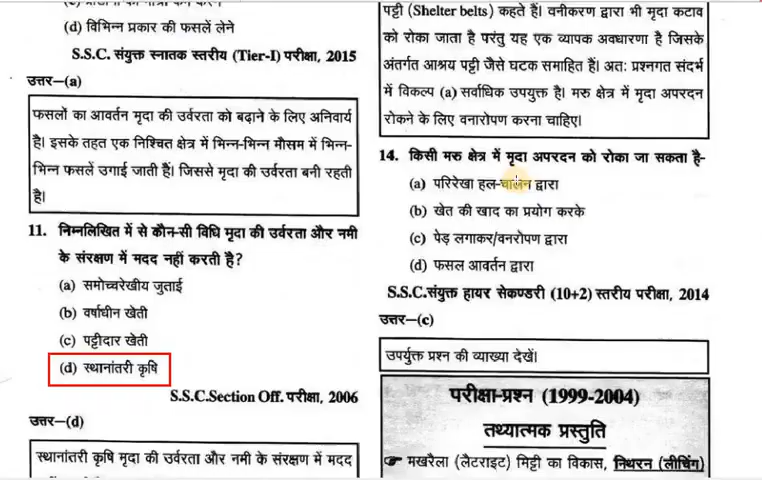 (d) विभिन्न प्रकार की फसलें लेने
S.S.C. संयुक्त स्नातक स्तरीय (Tier-I) परीक्षा, 2015
उत्तर—(a)
फसलों का आवर्तन मृदा की उर्वरता को बढ़ाने के लिए अनिवार्य
है। इसके तहत एक निश्चित क्षेत्र में भिन्न-भिन्न मौसम में भिन्न-
भिन्न फसलें उगाई जाती हैं। जिससे मृदा की उर्वरता बनी रहती
है।
11. निम्नलिखित में से कौन-सी विधि मृदा की उर्वरता और नमी
के संरक्षण में मदद नहीं करती है?
(a) समोच्चरेखीय जुताई
(b) वर्षाधीन खेती
(c) पट्टीदार खेती
(d) स्थानांतरी कृषि
S.S.C.Section Off. परीक्षा, 2006
उत्तर—(d)
स्थानांतरी कृषि मृदा की उर्वरता और नमी के संरक्षण में मदद
पट्टी (Shelter belts) कहते हैं। वनीकरण द्वारा भी मृदा कटाव
को रोका जाता है परंतु यह एक व्यापक अवधारणा है जिसके
अंतर्गत आश्रय पट्टी जैसे घटक समाहित हैं। अतः प्रश्नगत संदर्भ
में विकल्प (a) सर्वाधिक उपयुक्त है। मरु क्षेत्र में मृदा अपरदन
रोकने के लिए वनारोपण करना चाहिए।
14. किसी मरु क्षेत्र में मृदा अपरदन को रोका जा सकता है-
(a) परिरेखा हल-चालन द्वारा
(b) खेत की खाद का प्रयोग करके
(c) पेड़ लगाकर/वनरोपण द्वारा
(d) फसल आवर्तन द्वारा
S.S.C.संयुक्त हायर सेकण्डरी (10+2) स्तरीय परीक्षा, 2014
उत्तर—(c)
उपर्युक्त प्रश्न की व्याख्या देखें।
परीक्षा-प्रश्न (1999-2004)
तथ्यात्मक प्रस्तुति
☞ मखरैला (लैटराइट) मिट्टी का विकास, निथरन (लीचिंग)